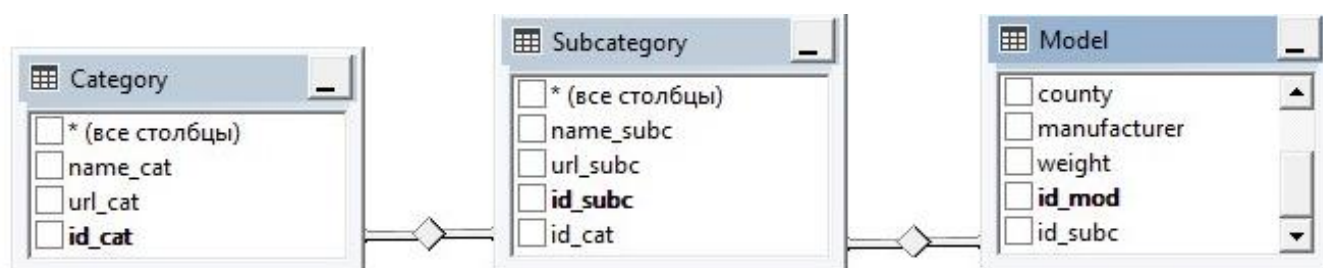 Category
* (все столбцы)
name_cat
url_cat
id_cat
Subcategory
* (все столбцы)
name_subc
url_subc
id_subc
id_cat
Model
county
manufacturer
weight
id_mod
id_subc